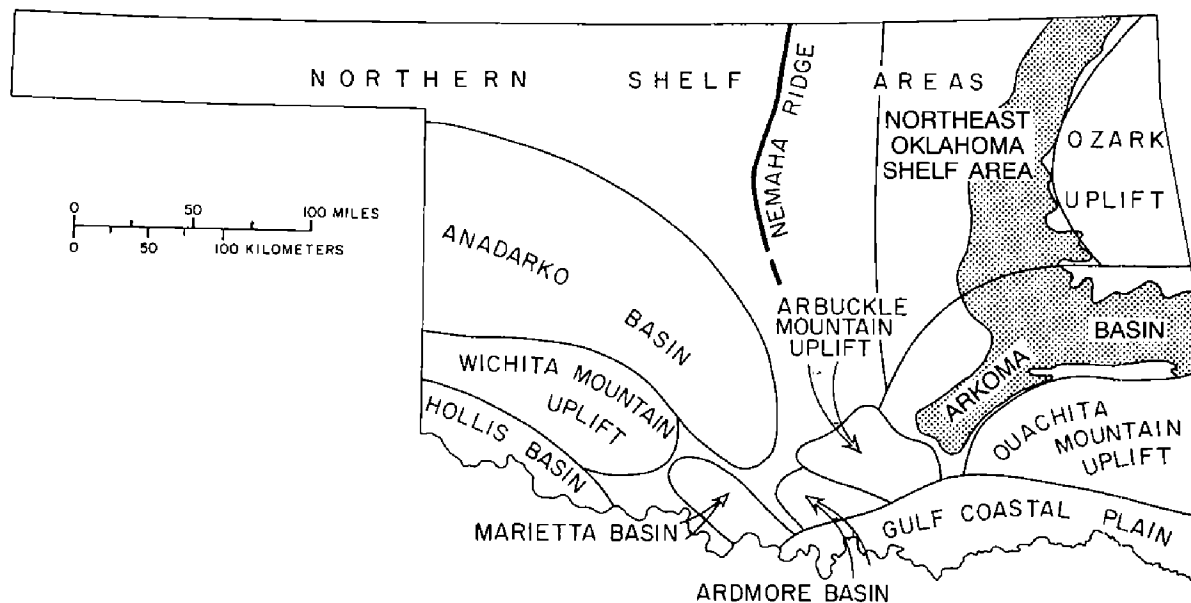 NORTHERN SHELF AREAS
NEMAHA RIDGE
NORTHEAST
OKLAHOMA
SHELF AREA
OZARK
UPLIFT
0 50 100 MILES
0 50 100 KILOMETERS
ANADARKO
BASIN
ARBUCKLE
MOUNTAIN
UPLIFT
BASIN
ARKOMA
WICHITA MOUNTAIN
UPLIFT
HOLLIS BASIN
OUACHITA
MOUNTAIN
UPLIFT
MARIETTA BASIN
GULF COASTAL PLAIN
ARDMORE BASIN